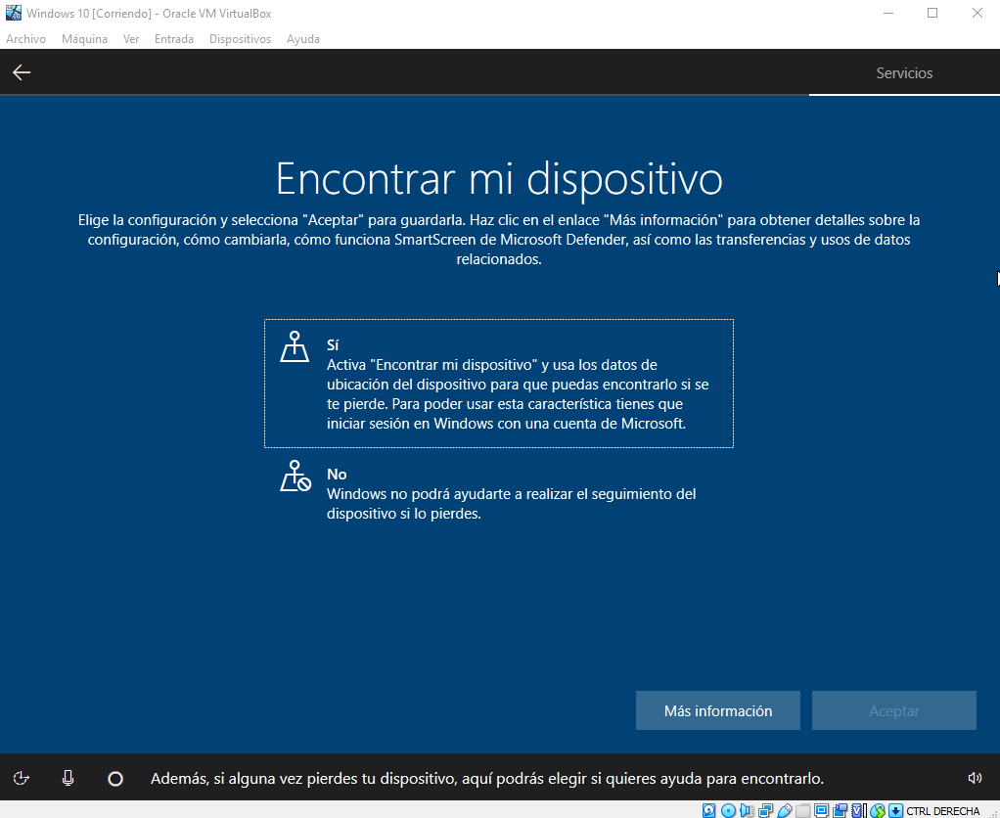 Windows 10 [Corriendo] - Oracle VM VirtualBox
Archivo Máquina Ver Entrada Dispositivos Ayuda
Servicios
Encontrar mi dispositivo
Elige la configuración y selecciona "Aceptar" para guardarla. Haz clic en el enlace "Más información" para obtener detalles sobre la
configuración, cómo cambiarla, cómo funciona SmartScreen de Microsoft Defender, así como las transferencias y usos de datos
relacionados.
Sí
Activa "Encontrar mi dispositivo" y usa los datos de
ubicación del dispositivo para que puedas encontrarlo si se
te pierde. Para poder usar esta característica tienes que
iniciar sesión en Windows con una cuenta de Microsoft.
No
Windows no podrá ayudarte a realizar el seguimiento del
dispositivo si lo pierdes.
Más información Aceptar
Además, si alguna vez pierdes tu dispositivo, aquí podrás elegir si quieres ayuda para encontrarlo.
CTRL DERECHA